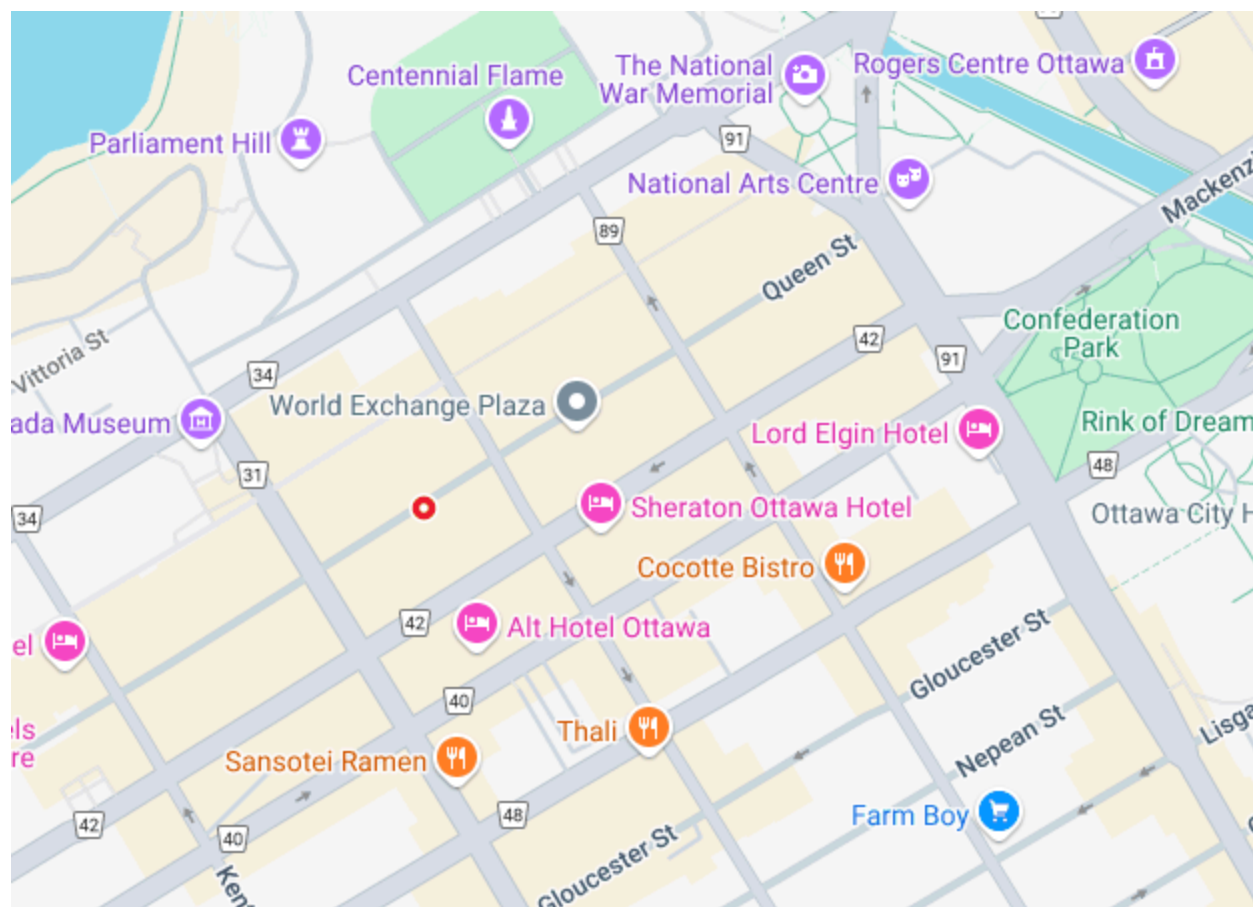 Centennial Flame
The National
War Memorial
Rogers Centre Ottawa
Parliament Hill
91
National Arts Centre
Mackenzi
89
Queen St
Confederation
Park
42
91
Vittoria St
34
World Exchange Plaza
ada Museum
Lord Elgin Hotel
Rink of Dream
31
48
34
Sheraton Ottawa Hotel
Ottawa City H
Cocotte Bistro
42
Alt Hotel Ottawa
el
Gloucester St
40
Thali
els
re
Nepean St
Lisga
Sansotei Ramen
48
Farm Boy
42
40
Gloucester St
Kent